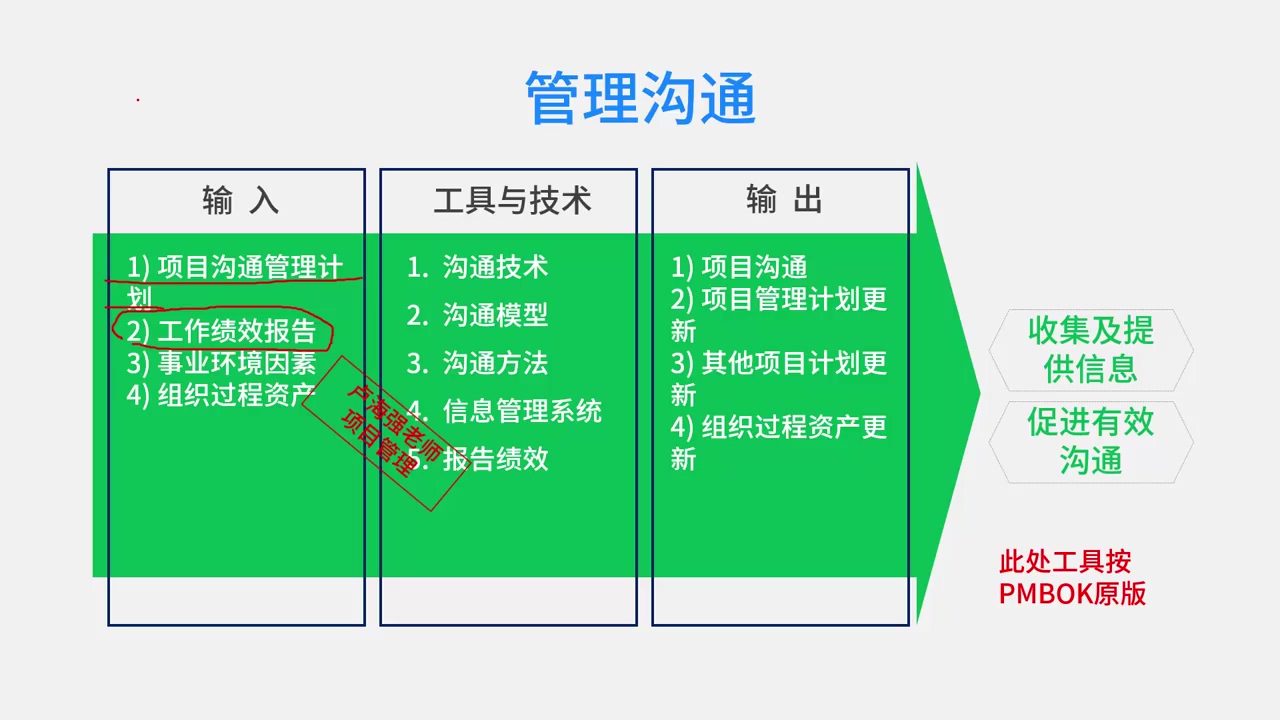 管理沟通
输 入
1) 项目沟通管理计
划
2) 工作绩效报告
3) 事业环境因素
4) 组织过程资产
工具与技术
1. 沟通技术
2. 沟通模型
3. 沟通方法
4. 信息管理系统
5. 报告绩效
输 出
1) 项目沟通
2) 项目管理计划更
新
3) 其他项目计划更
新
4) 组织过程资产更
新
收集及提
供信息
促进有效
沟通
此处工具按
PMBOK原版
卢海强老师
项目管理